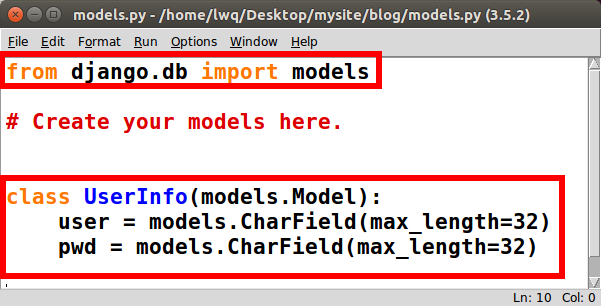 models.py - /home/lwq/Desktop/mysite/blog/models.py (3.5.2)
File Edit Format Run Options Window Help
from django.db import models
# Create your models here.
class UserInfo(models.Model):
    user = models.CharField(max_length=32)
    pwd = models.CharField(max_length=32)
Ln: 10 Col: 0